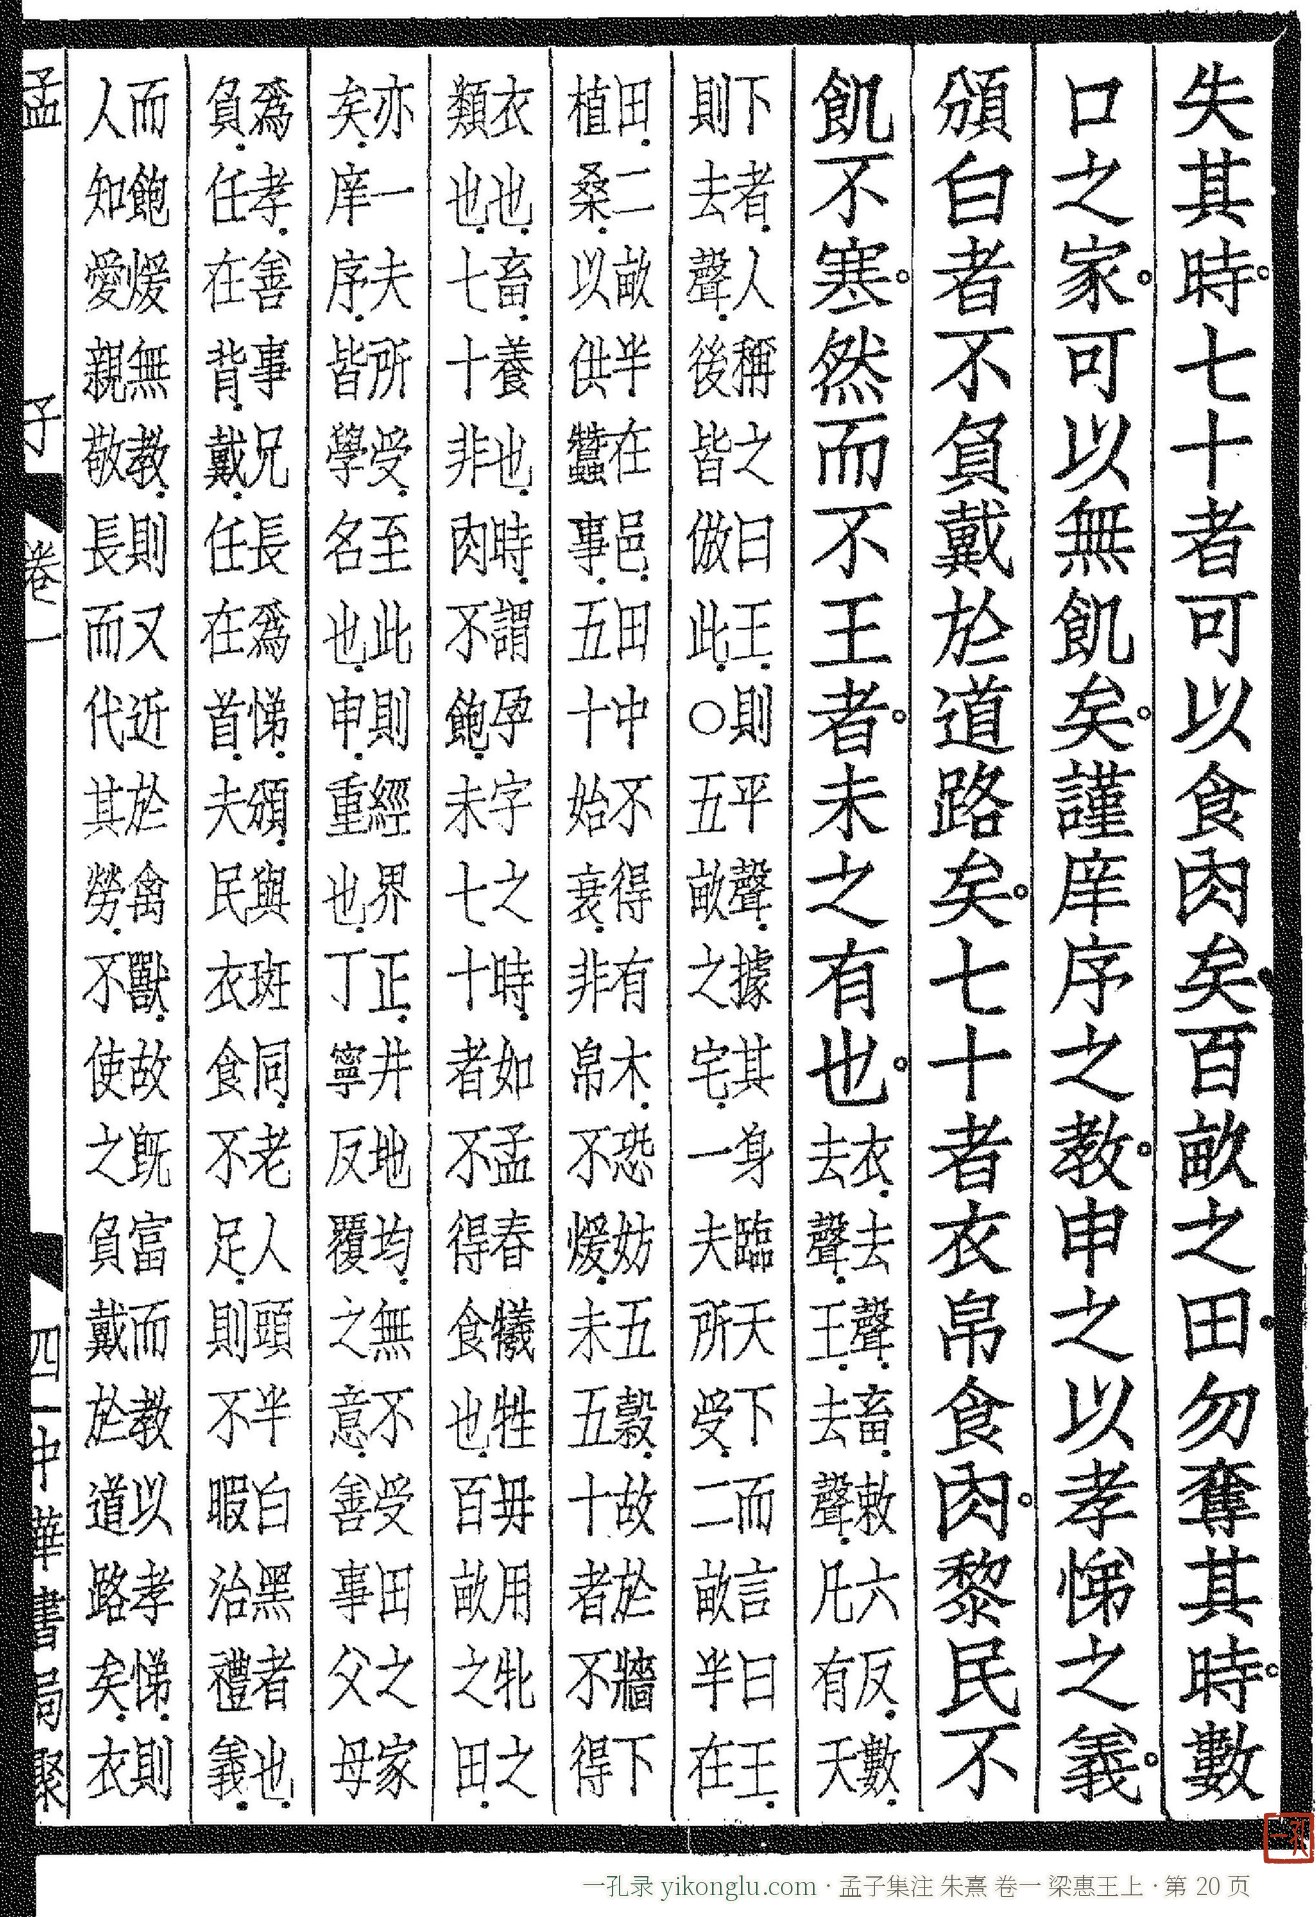 失其時七十者可以食肉矣百畝之田勿奪其時數
口之家可以無飢矣謹庠序之教申之以孝悌之義
頒白者不負戴於道路矣七十者衣帛食肉黎民不
飢不寒然而不王者未之有也
衣去聲畜敕六反數
去聲王去聲凡有天
下者人稱之曰王則平聲據其身臨天下而言曰王
則去聲後皆倣此○五畝之宅一夫所受二畝半在
田二畝半在邑田中不得有木恐妨五穀故於牆下
植桑以供蠶事五十始衰非帛不煖未五十者不得
衣也畜養也時謂孕字之時如孟春犧牲毋用牝之
類也七十非肉不飽未七十者不得食也百畝之田
亦一夫所受至此則經界正井地均無不受田之家
矣庠序皆學名也申重也丁寧反覆之意善事父母
爲孝善事兄長爲悌頒與斑同老人頭半白黑者也
負任在背戴任在首夫民衣食不足則不暇治禮義
而飽煖無教則又近於禽獸故既富而教以孝悌則
人知愛親敬長而代其勞不使之負戴於道路矣衣
孟子 卷一 四 中華書局聚
一孔
一孔录 yikonglu.com · 孟子集注 朱熹 卷一 梁惠王上 · 第 20 页